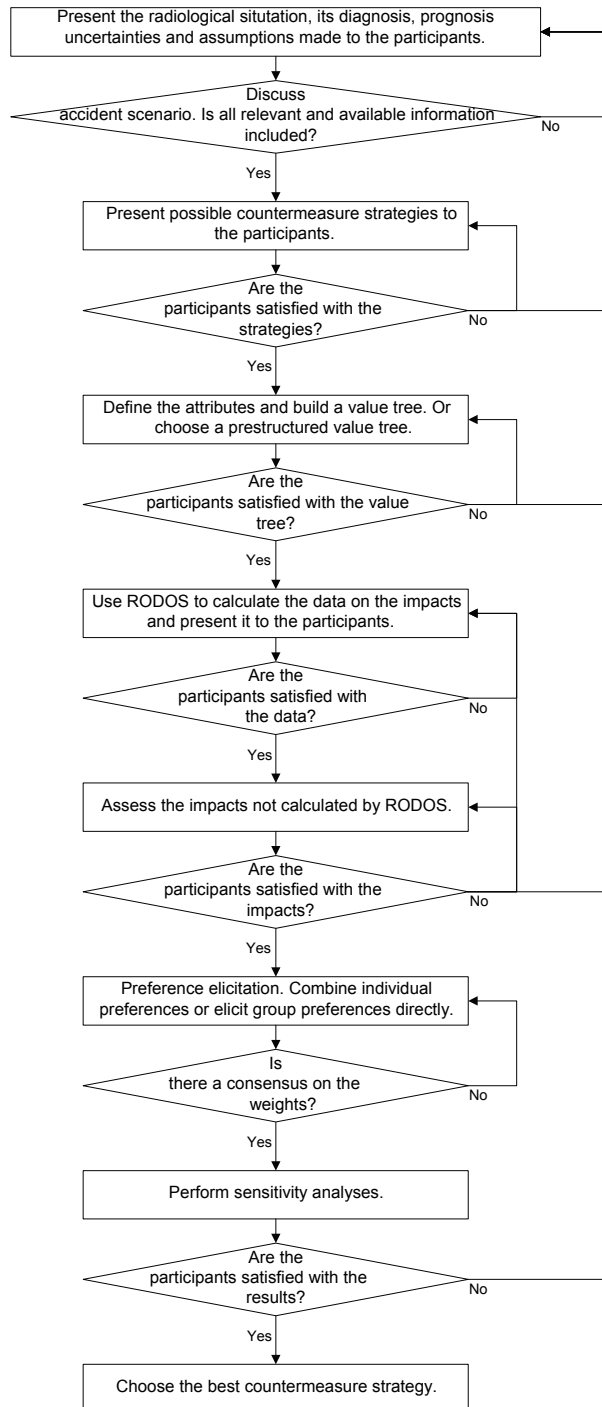 Present the radiological situtation, its diagnosis, prognosis
uncertainties and assumptions made to the participants.
Discuss
accident scenario. Is all relevant and available information
included?
No
Yes
Present possible countermeasure strategies to
the participants.
Are the
participants satisfied with the
strategies?
No
Yes
Define the attributes and build a value tree. Or
choose a prestructured value tree.
Are the
participants satisfied with the value
tree?
No
Yes
Use RODOS to calculate the data on the impacts
and present it to the participants.
Are the
participants satisfied with
the data?
No
Yes
Assess the impacts not calculated by RODOS.
Are the
participants satisfied with the
impacts?
No
Yes
Preference elicitation. Combine individual
preferences or elicit group preferences directly.
Is
there a consensus on the
weights?
No
Yes
Perform sensitivity analyses.
Are the
participants satisfied with the
results?
No
Yes
Choose the best countermeasure strategy.